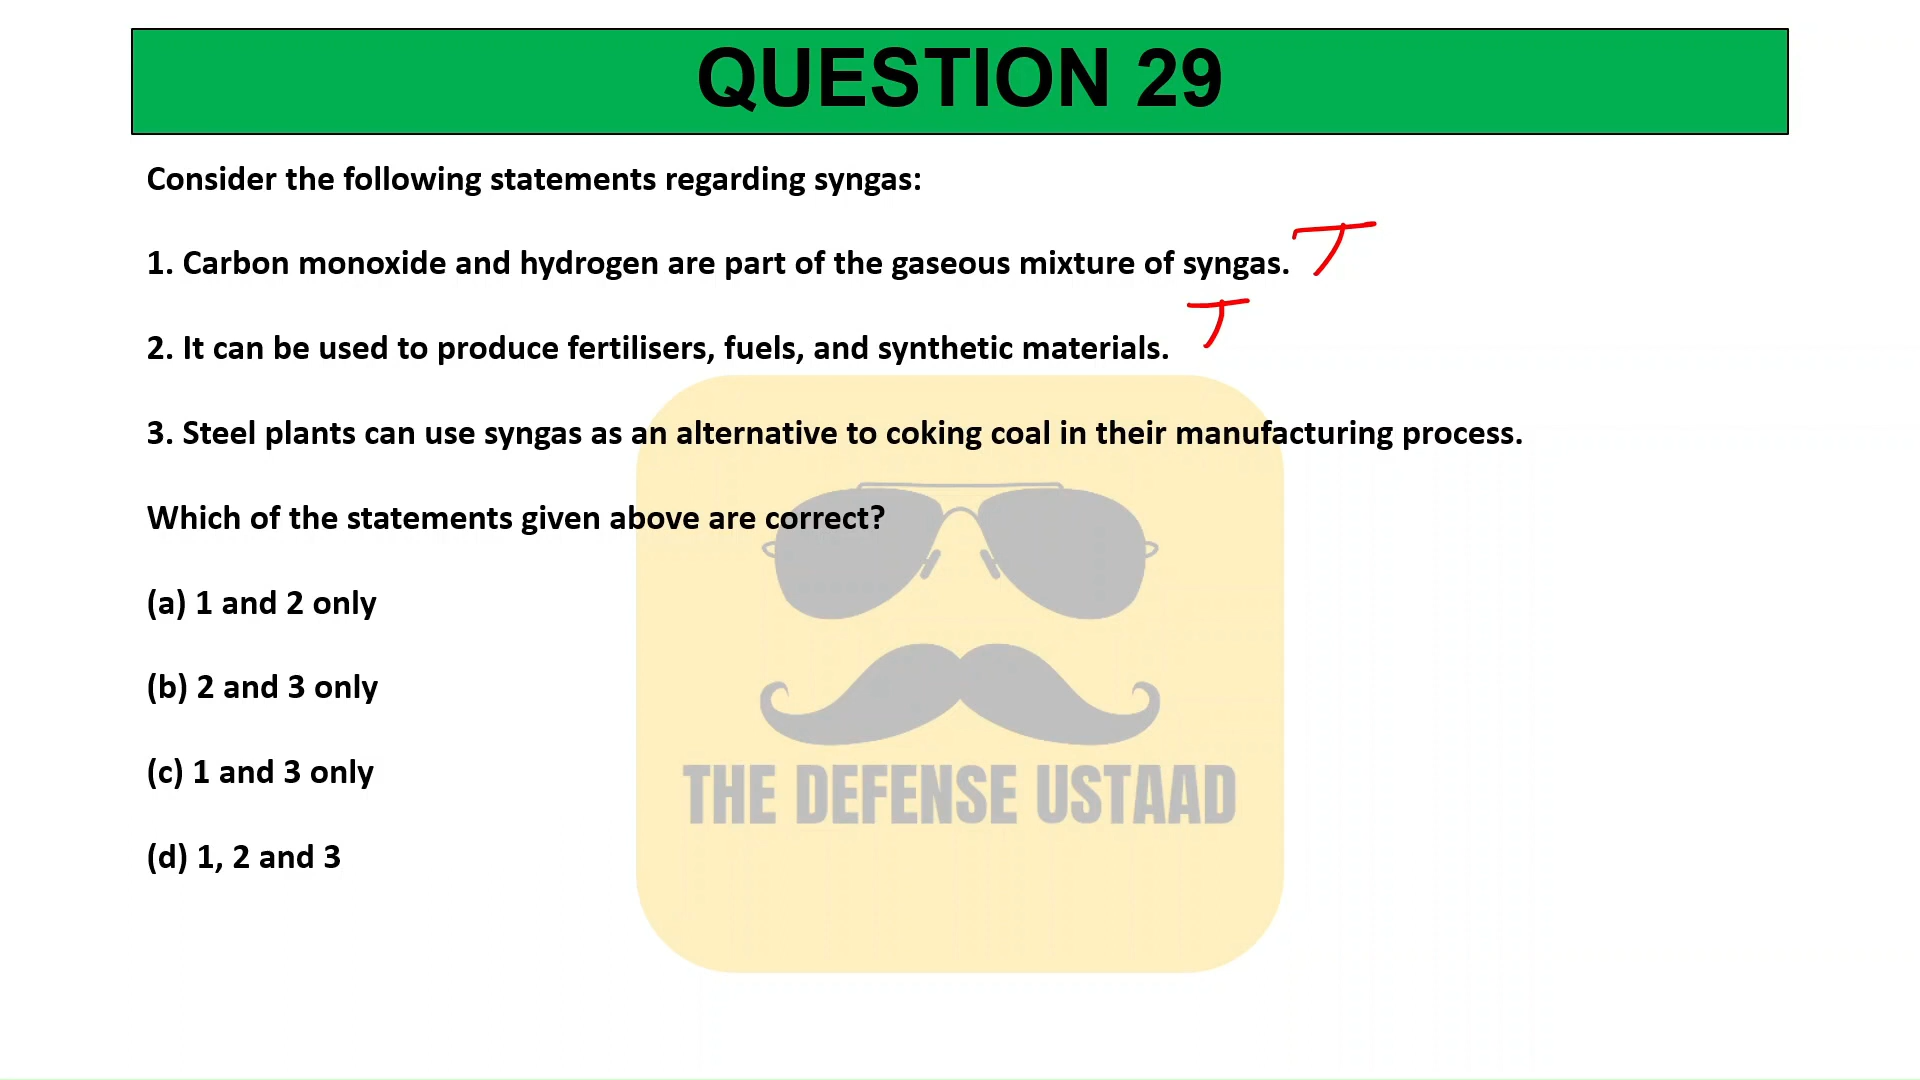 QUESTION 29
Consider the following statements regarding syngas:
1. Carbon monoxide and hydrogen are part of the gaseous mixture of syngas. T
2. It can be used to produce fertilisers, fuels, and synthetic materials. T
3. Steel plants can use syngas as an alternative to coking coal in their manufacturing process.
Which of the statements given above are correct?
(a) 1 and 2 only
(b) 2 and 3 only
(c) 1 and 3 only
THE DEFENSE USTAAD
(d) 1, 2 and 3